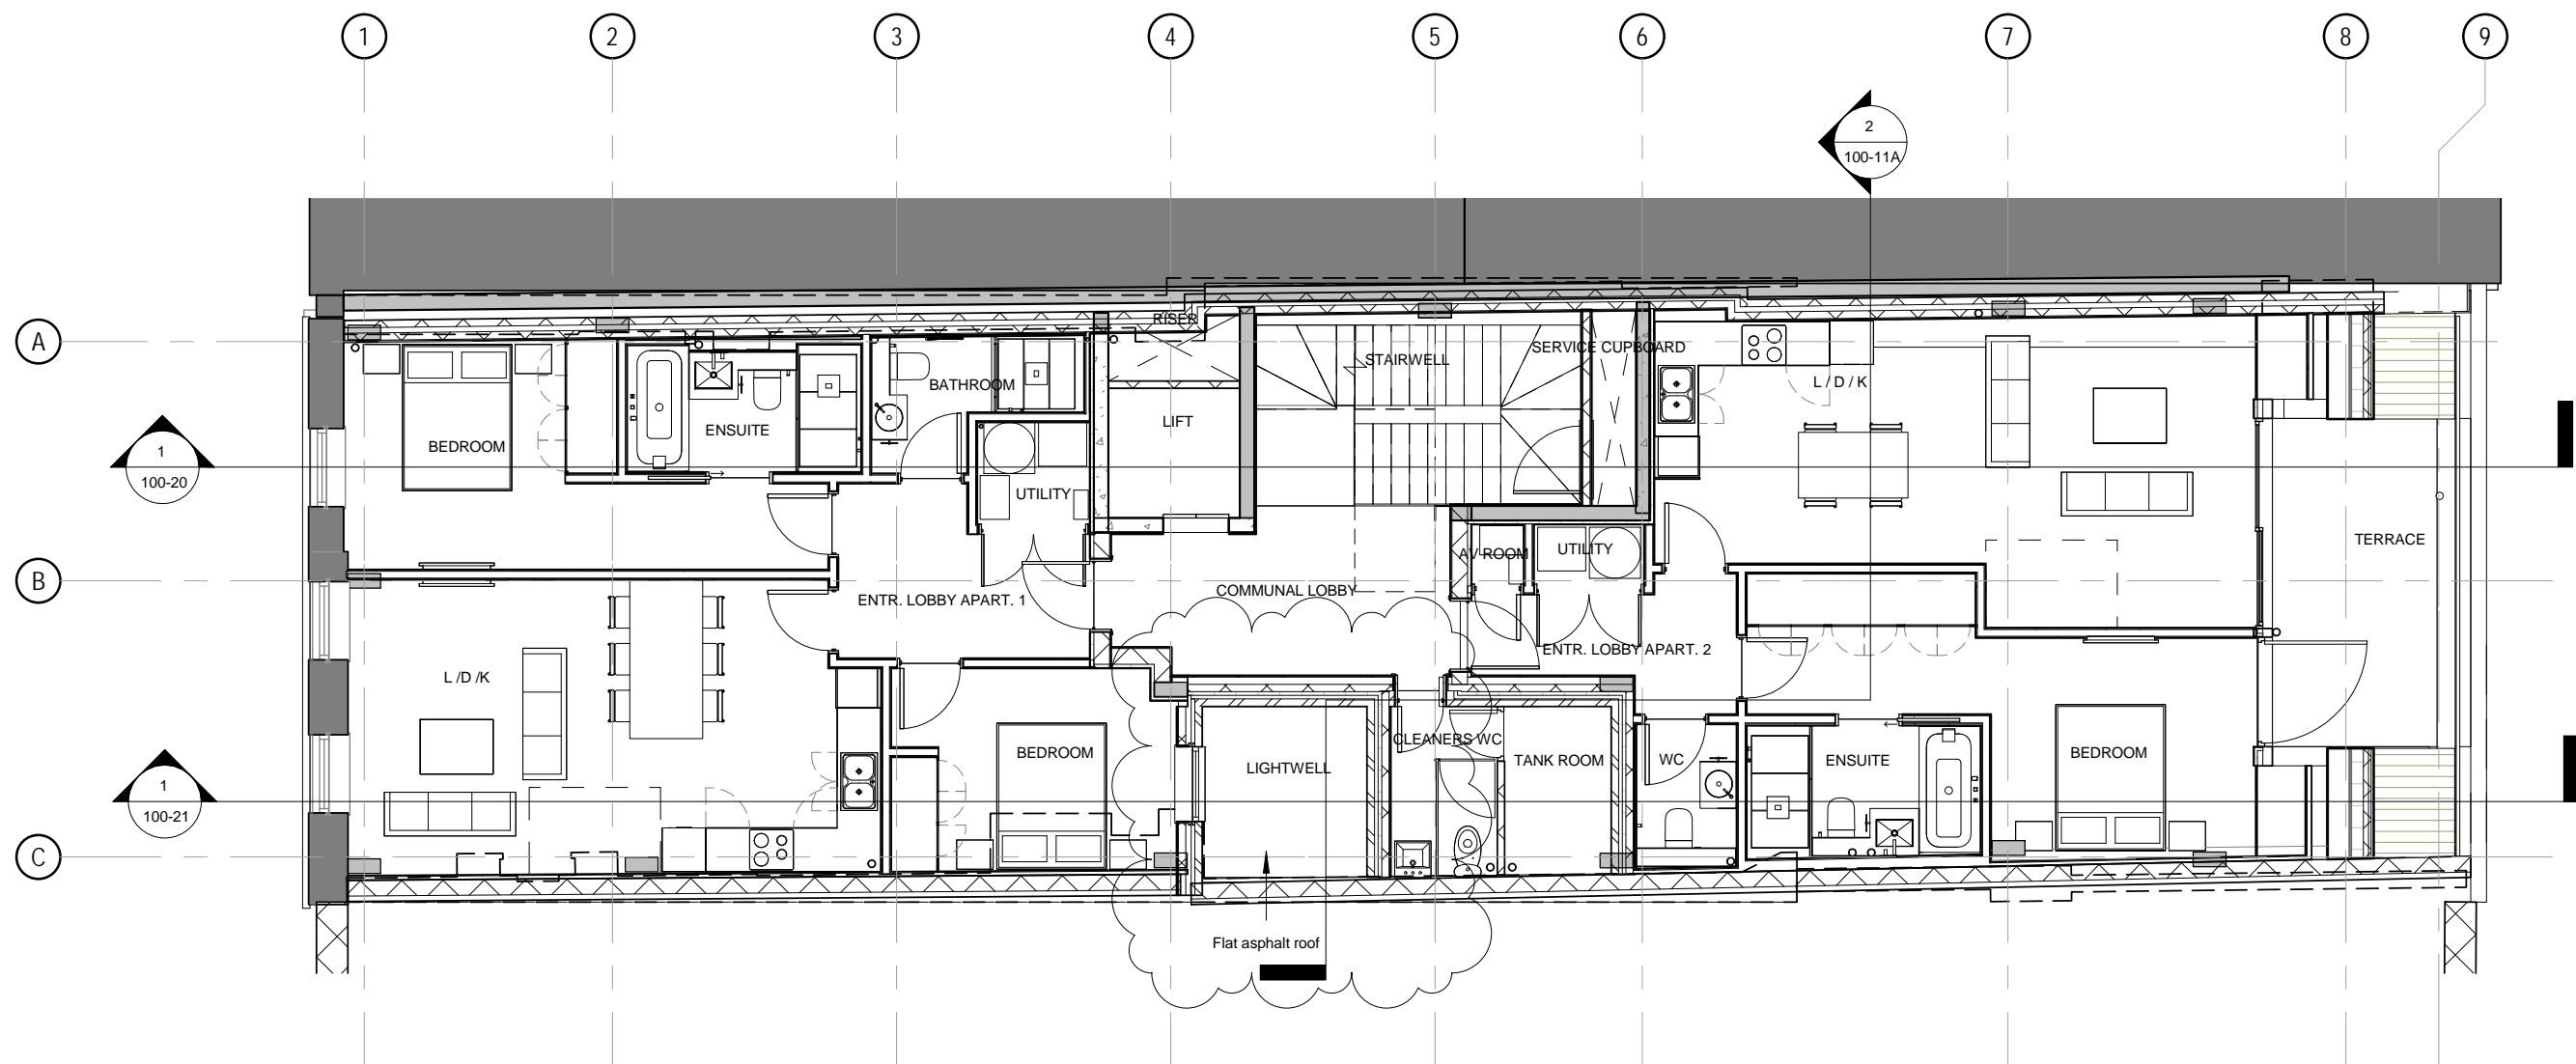 1 2 3 4 5 6 7 8 9
2
100-11A
A
RISER
STAIRWELL
SERVICE CUPBOARD
BATHROOM
L / D / K
LIFT
ENSUITE
BEDROOM
1
100-20
UTILITY
TERRACE
AV ROOM
UTILITY
B
COMMUNAL LOBBY
ENTR. LOBBY APART. 1
ENTR. LOBBY APART. 2
L /D /K
CLEANERS WC
BEDROOM
BEDROOM
WC
TANK ROOM
ENSUITE
LIGHTWELL
1
100-21
C
Flat asphalt roof